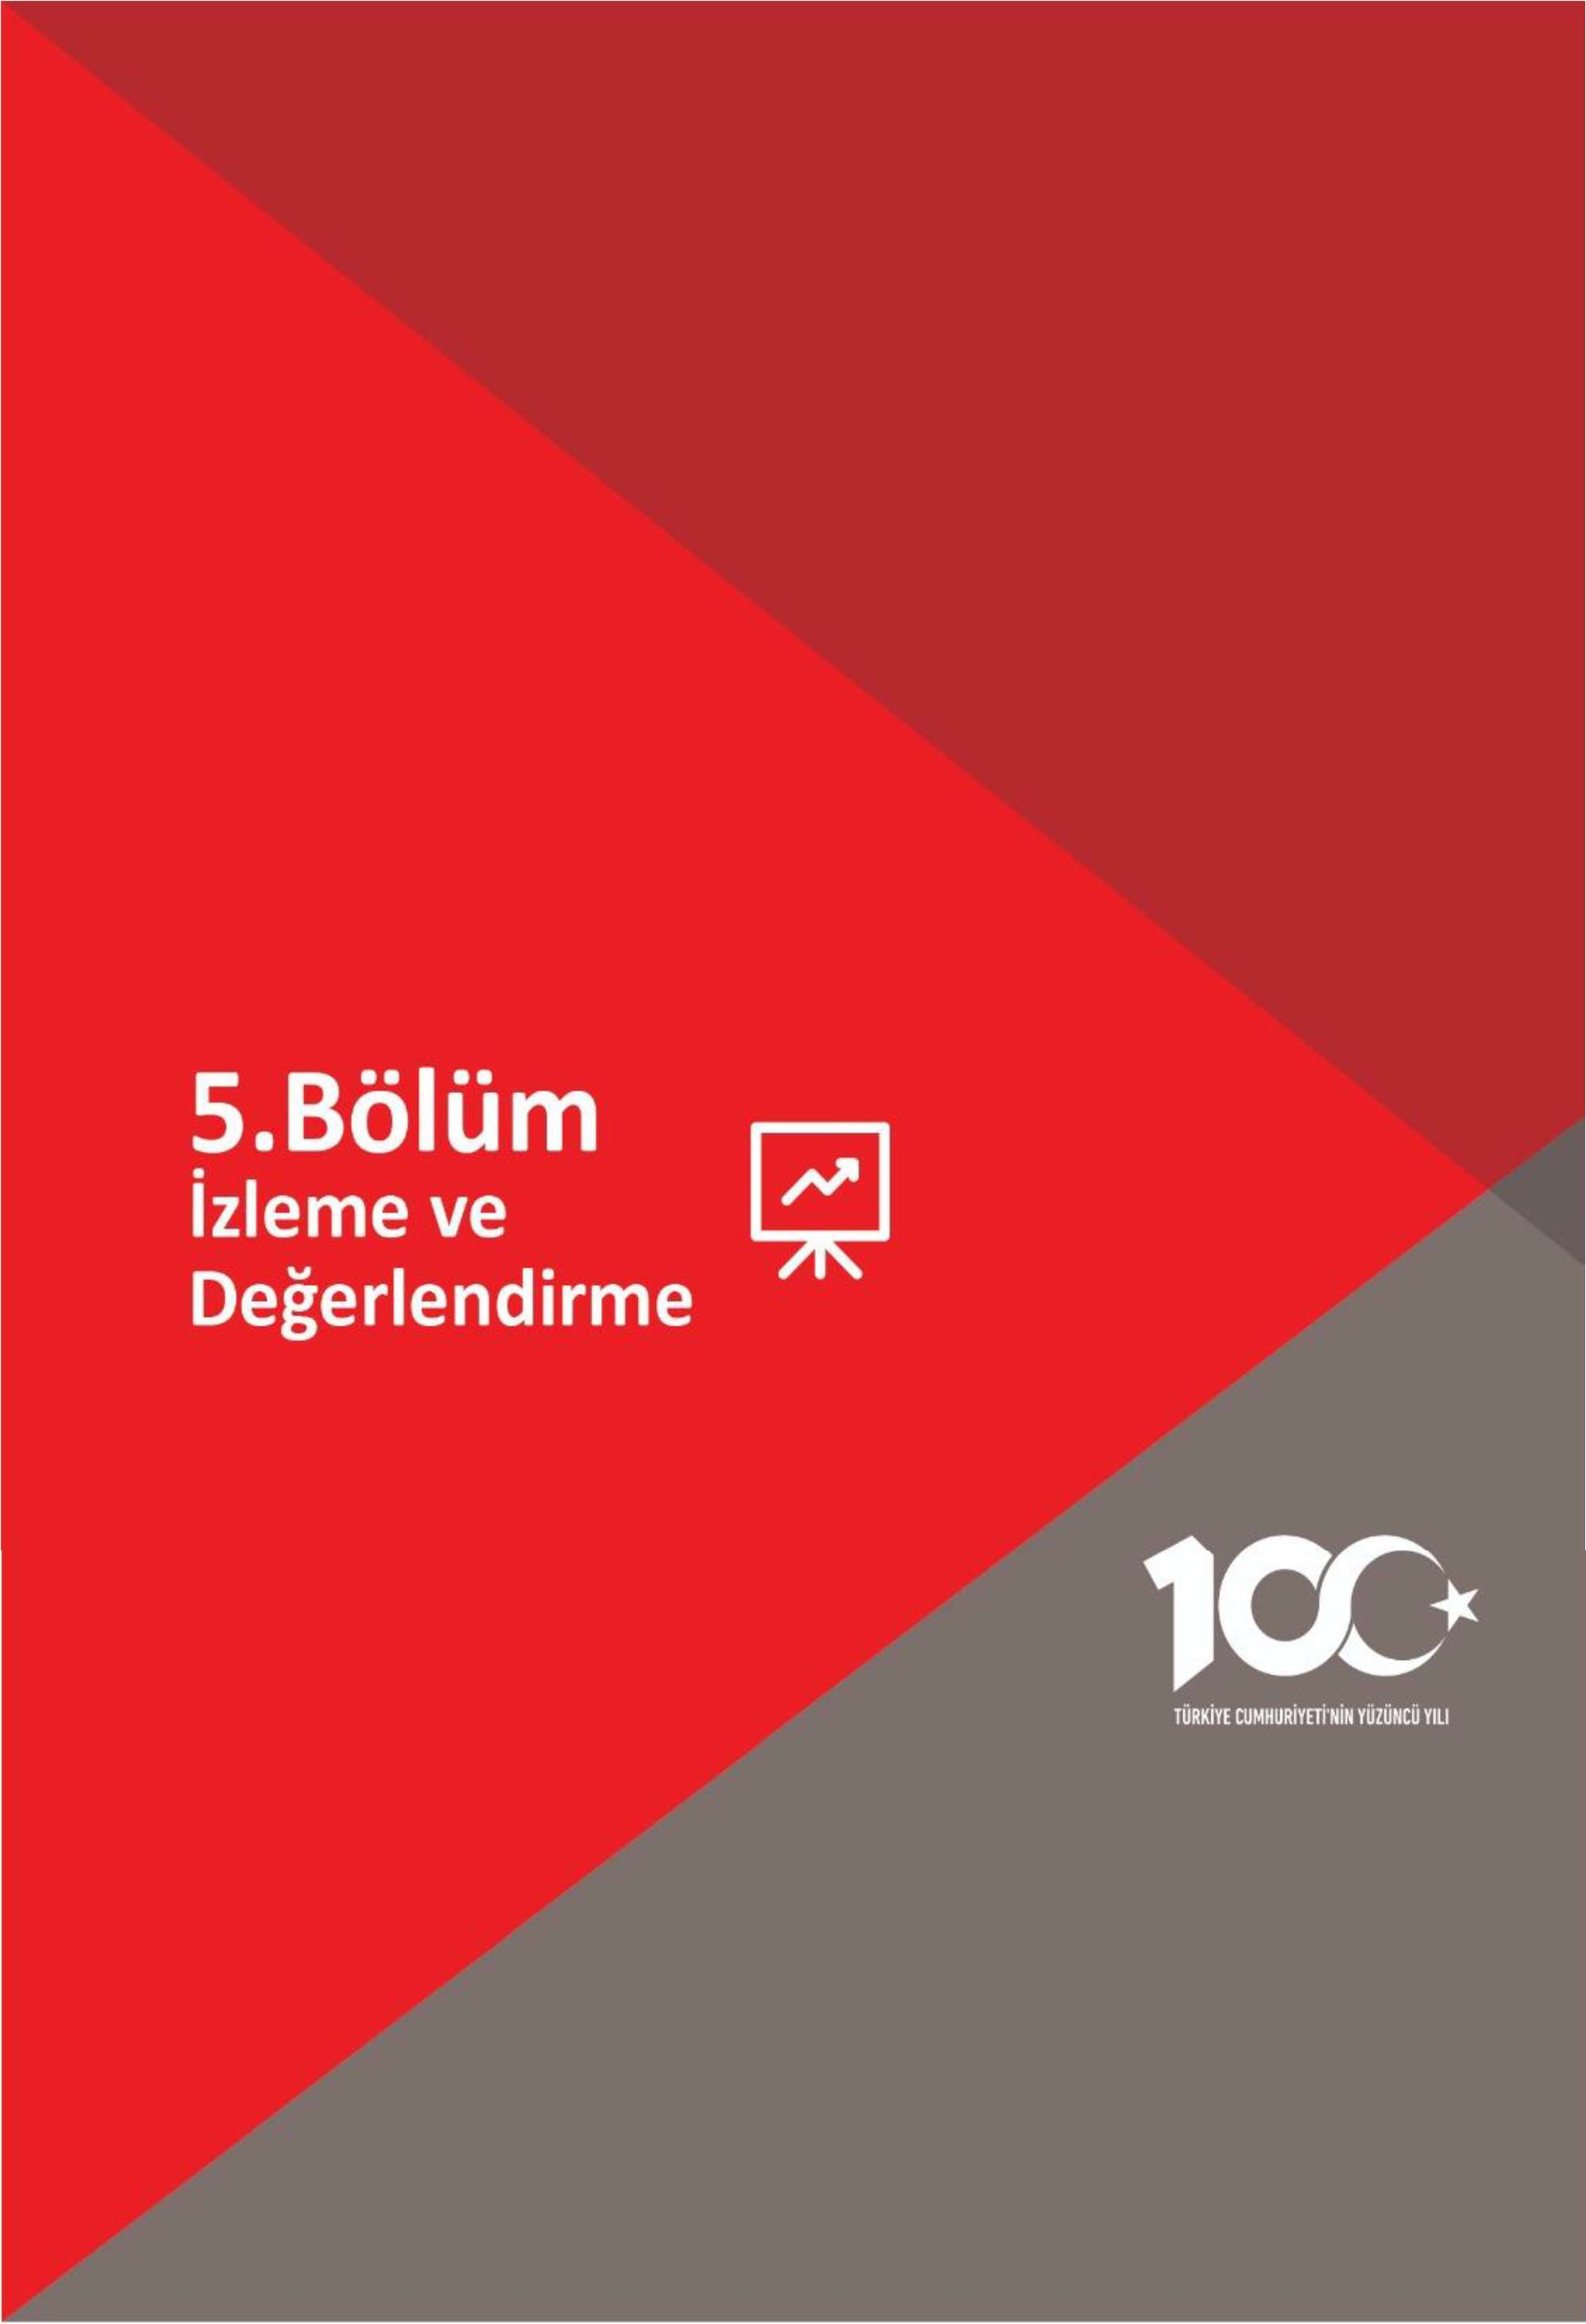 5.Bölüm
İzleme ve
Değerlendirme
100
TÜRKİYE CUMHURİYETİ'NİN YÜZÜNCÜ YILI